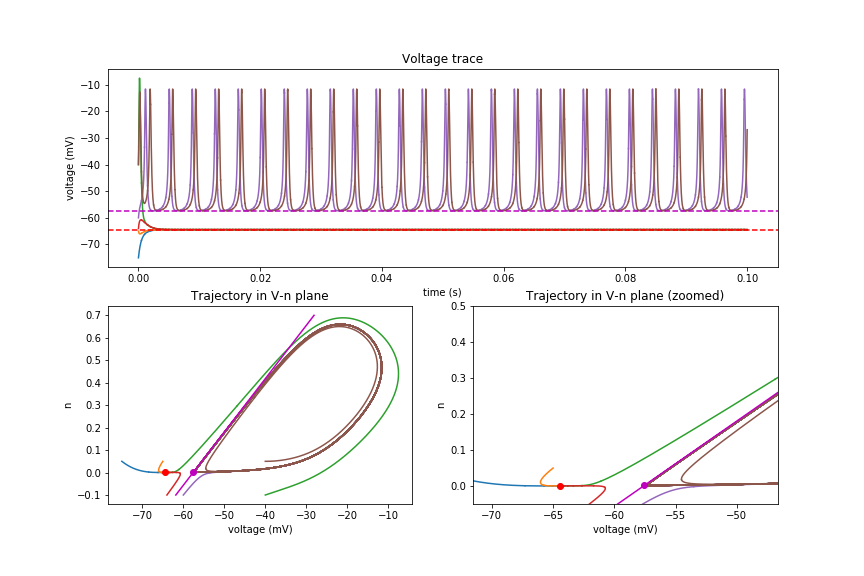 Voltage trace
voltage (mV)
−10
−20
−30
−40
−50
−60
−70
0.00 0.02 0.04 0.06 0.08 0.10
time (s)
Trajectory in V-n plane
n
0.7
0.6
0.5
0.4
0.3
0.2
0.1
0.0
−0.1
−70 −60 −50 −40 −30 −20 −10
voltage (mV)
Trajectory in V-n plane (zoomed)
n
0.5
0.4
0.3
0.2
0.1
0.0
−70 −65 −60 −55 −50
voltage (mV)